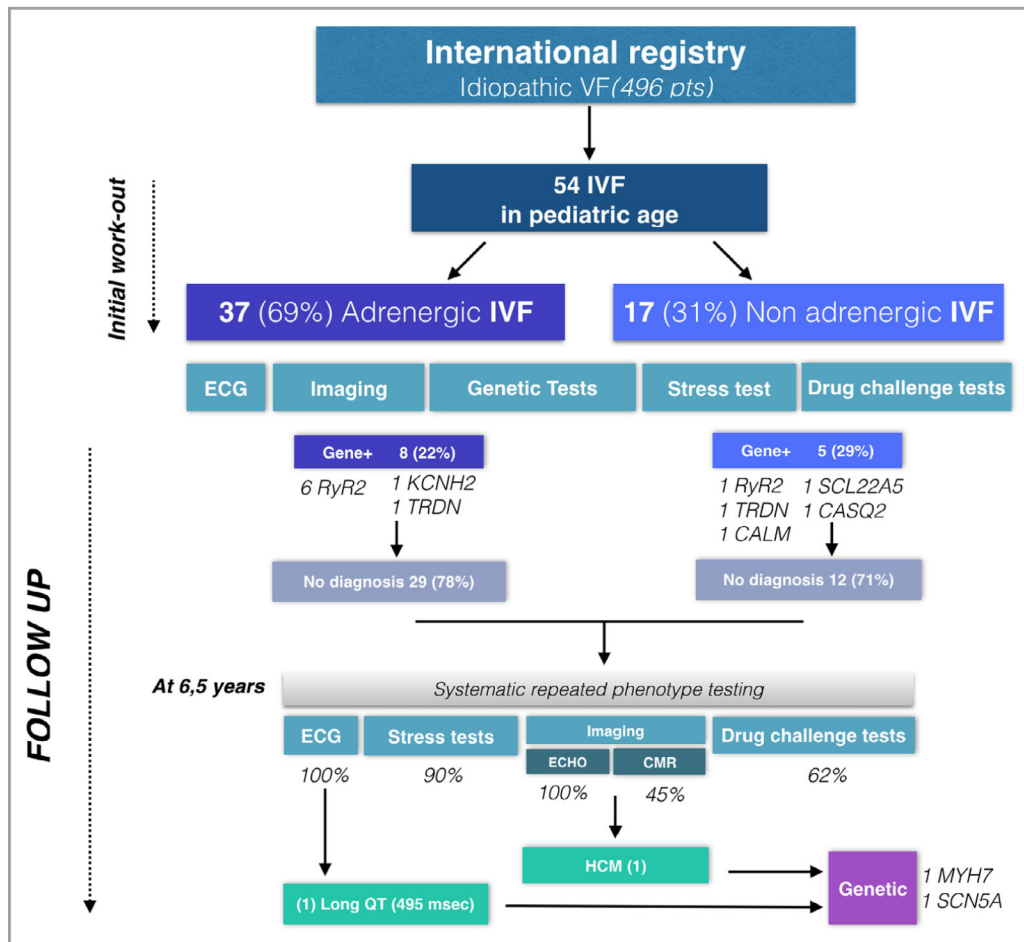 International registry
Idiopathic VF(496 pts)
54 IVF
in pediatric age
Initial work-out
37 (69%) Adrenergic IVF
17 (31%) Non adrenergic IVF
ECG
Imaging
Genetic Tests
Stress test
Drug challenge tests
Gene+ 8 (22%)
6 RyR2
1 KCNH2
1 TRDN
Gene+ 5 (29%)
1 RyR2
1 TRDN
1 CALM
1 SCL22A5
1 CASQ2
No diagnosis 29 (78%)
No diagnosis 12 (71%)
FOLLOW UP
At 6,5 years
Systematic repeated phenotype testing
ECG
Stress tests
Imaging
ECHO
CMR
Drug challenge tests
100%
90%
100%
45%
62%
HCM (1)
(1) Long QT (495 msec)
Genetic
1 MYH7
1 SCN5A